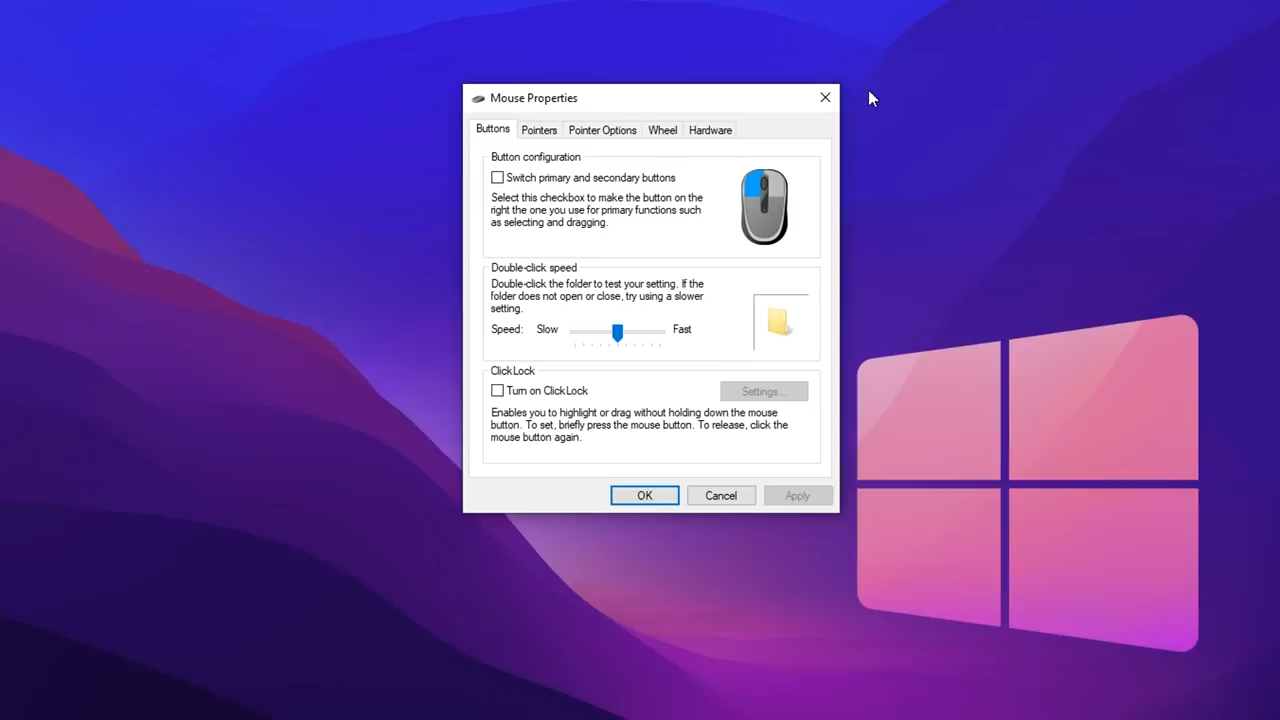 Mouse Properties
Buttons Pointers Pointer Options Wheel Hardware
Button configuration
Switch primary and secondary buttons
Select this checkbox to make the button on the
right the one you use for primary functions such
as selecting and dragging.
Double-click speed
Double-click the folder to test your setting. If the
folder does not open or close, try using a slower
setting.
Speed: Slow Fast
ClickLock
Turn on ClickLock Settings...
Enables you to highlight or drag without holding down the mouse
button. To set, briefly press the mouse button. To release, click the
mouse button again.
OK Cancel Apply